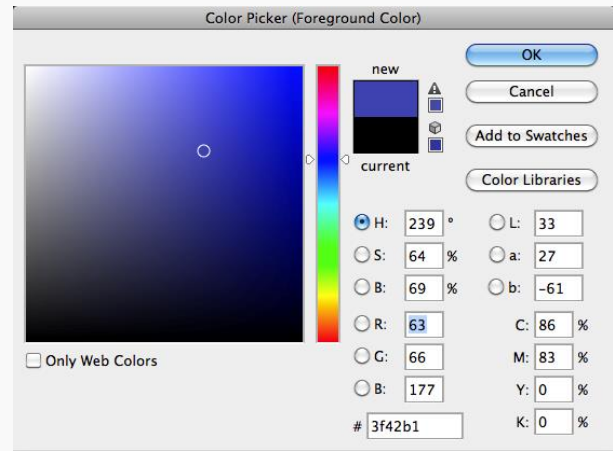 Color Picker (Foreground Color)
new
current
OK
Cancel
Add to Swatches
Color Libraries
H: 239 °
S: 64 %
B: 69 %
R: 63
G: 66
B: 177
# 3f42b1
L: 33
a: 27
b: -61
C: 86 %
M: 83 %
Y: 0 %
K: 0 %
Only Web Colors